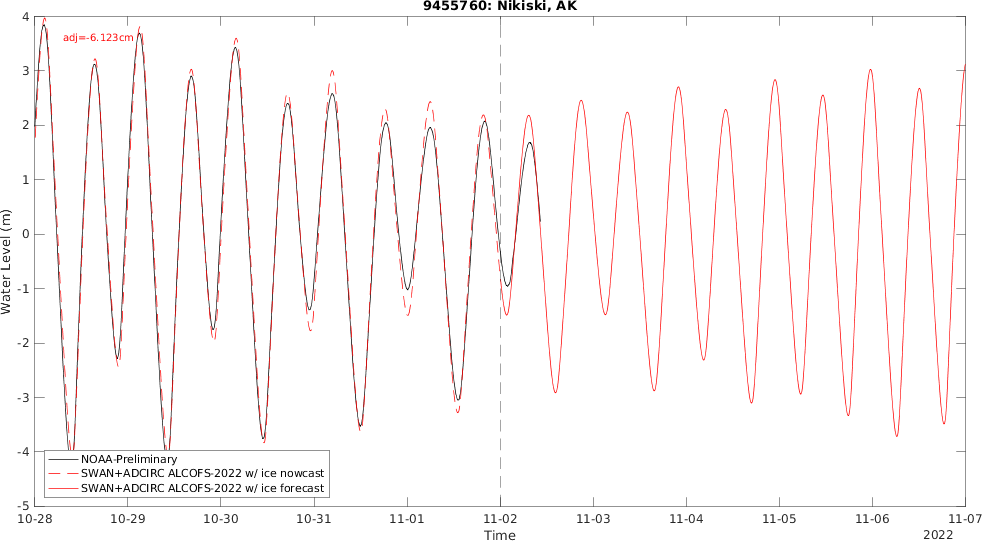 9455760: Nikiski, AK
adj=-6.123cm
Water Level (m)
4
3
2
1
0
-1
-2
-3
-4
-5
NOAA-Preliminary
SWAN+ADCIRC ALCOFS-2022 w/ ice nowcast
SWAN+ADCIRC ALCOFS-2022 w/ ice forecast
10-28 10-29 10-30 10-31 11-01 11-02 11-03 11-04 11-05 11-06 11-07
Time
2022